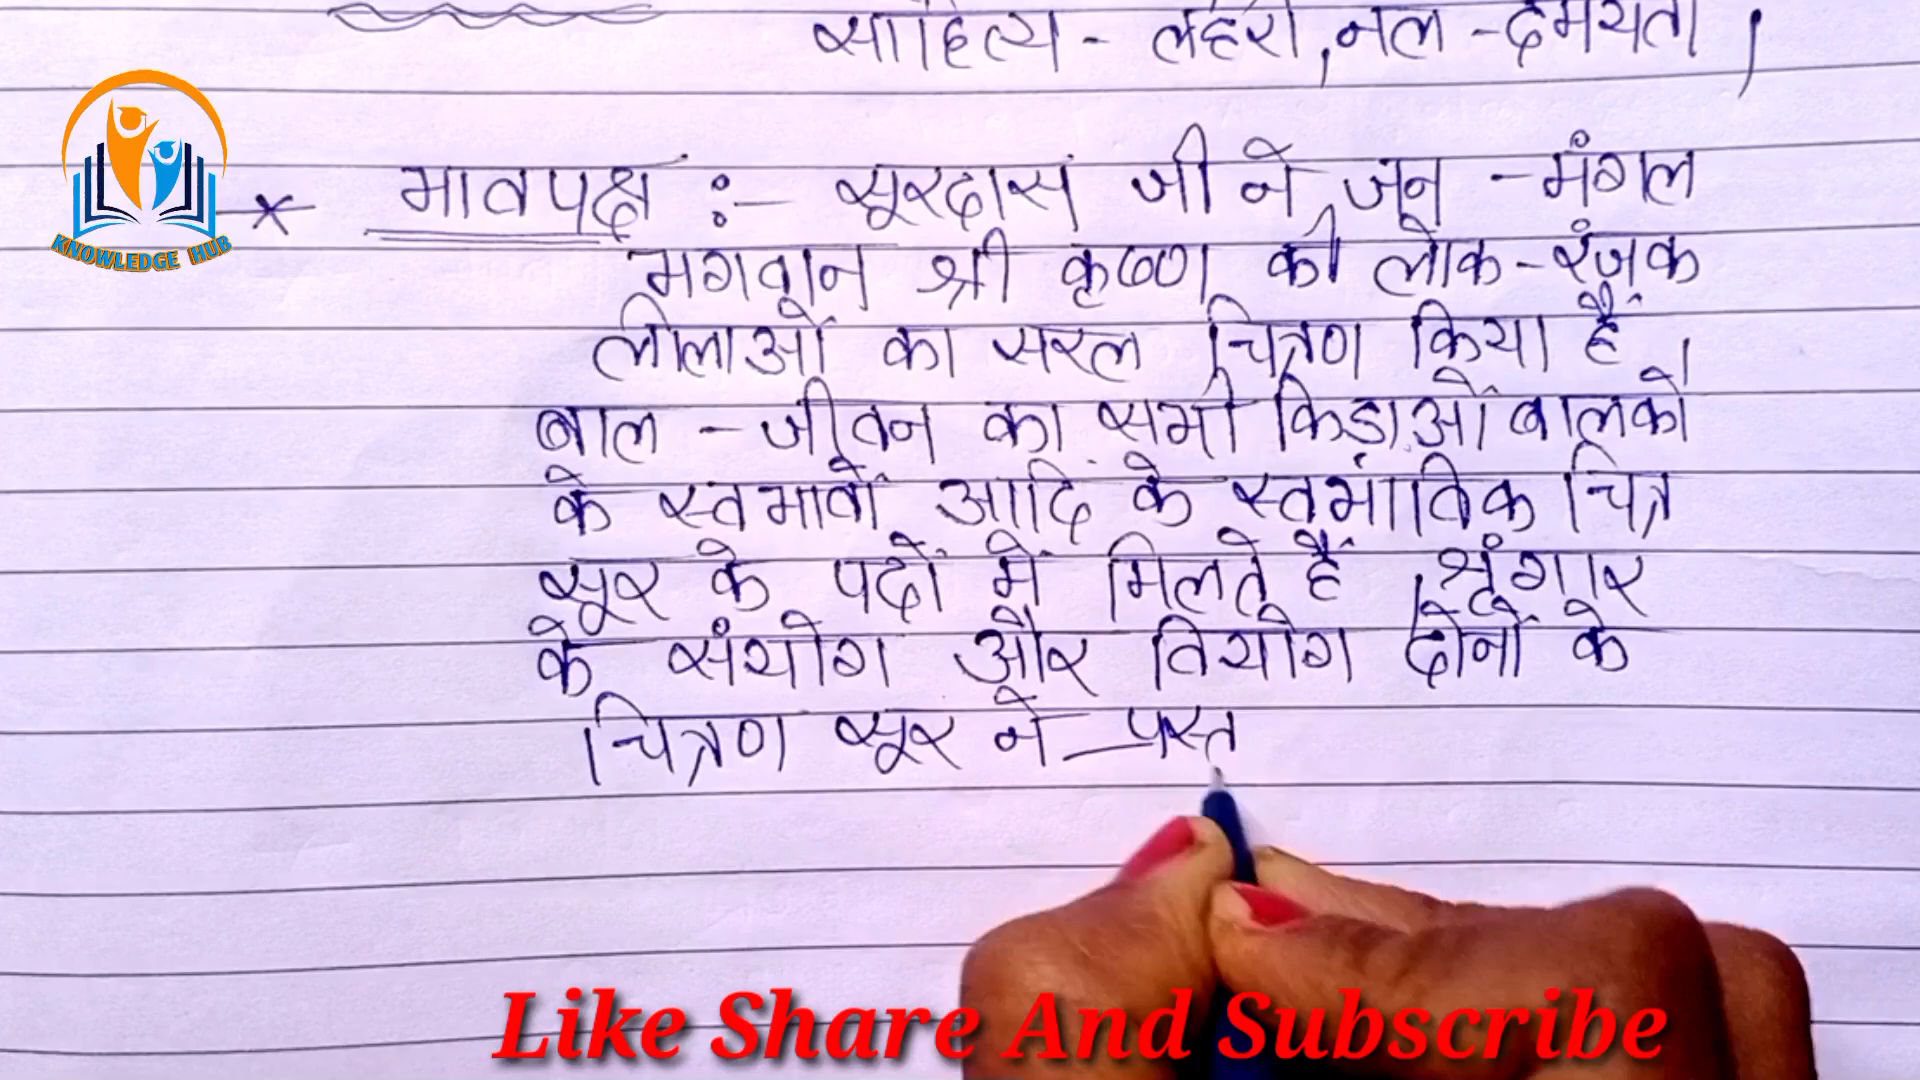 साहित्य - लहरी, नल - दमयंती ,
* भावपक्ष :- सूरदास जी ने जन - मंगल
भगवान श्री कृष्ण की लोक - रंजक
लीलाओं का सरल चित्रण किया है ।
बाल - जीवन का सभी किडाओं बालको
के स्वभावों आदि के स्वभाविक चित्र
सूर के पदों में मिलते हैं , शृंगार
के संयोग और वियोग दोनों के
चित्रण सूर ने प्रस्त
KNOWLEDGE HUB
Like Share And Subscribe